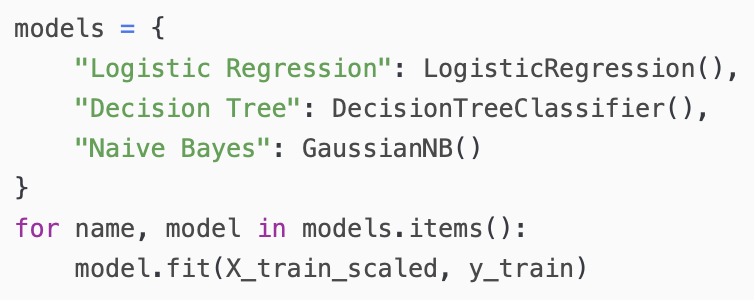 models = {
    "Logistic Regression": LogisticRegression(),
    "Decision Tree": DecisionTreeClassifier(),
    "Naive Bayes": GaussianNB()
}
for name, model in models.items():
    model.fit(X_train_scaled, y_train)